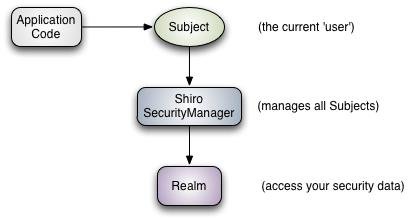 Application
Code
Subject
(the current 'user')
Shiro
SecurityManager
(manages all Subjects)
Realm
(access your security data)